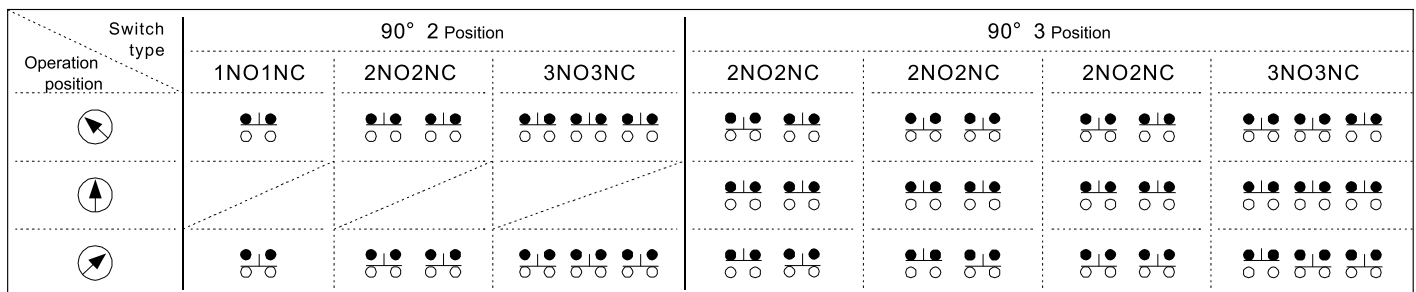 Switch
type
Operation
position
90° 2 Position
90° 3 Position
1NO1NC
2NO2NC
3NO3NC
2NO2NC
2NO2NC
2NO2NC
3NO3NC